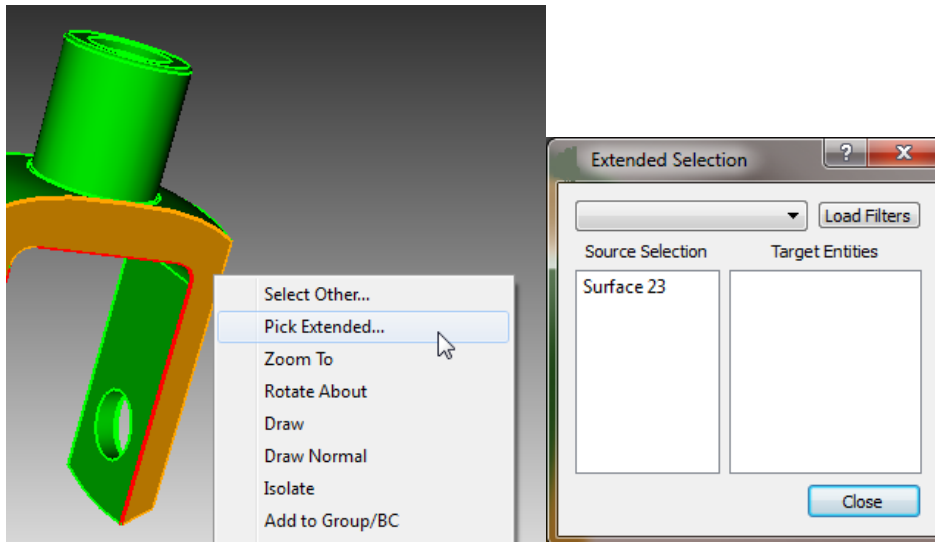 Select Other...
Pick Extended...
Zoom To
Rotate About
Draw
Draw Normal
Isolate
Add to Group/BC
Extended Selection
?
X
Load Filters
Source Selection
Target Entities
Surface 23
Close